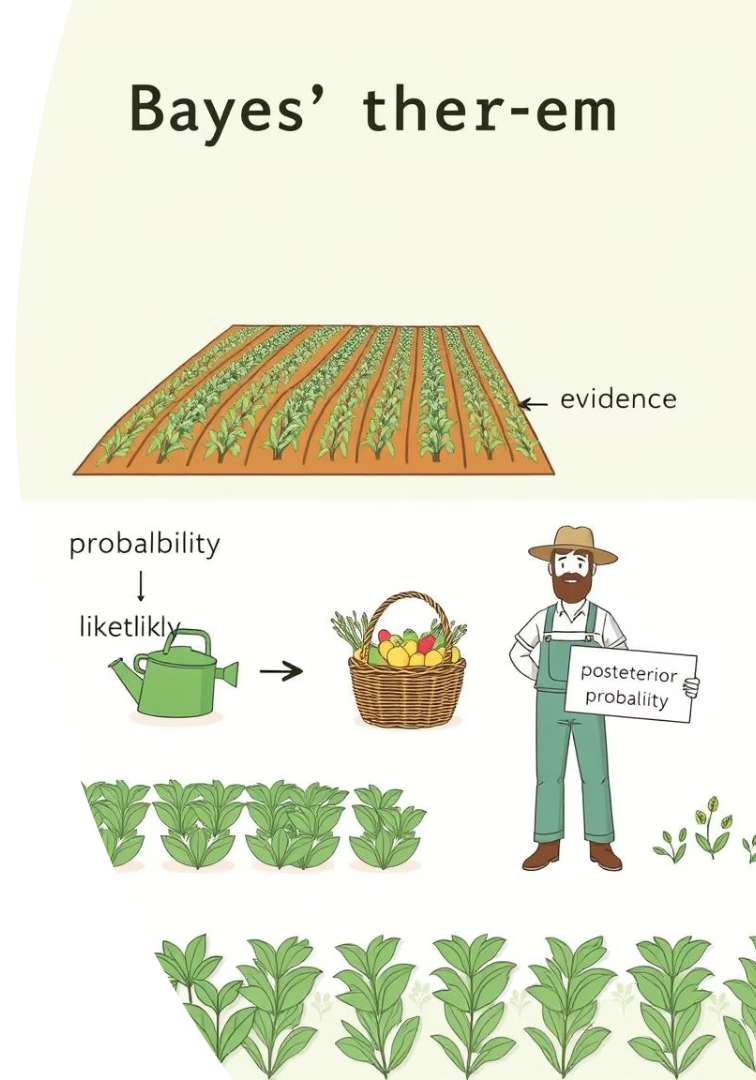 Bayes’ ther-em
evidence
probalbility
liketlikly
posteterior
probaliity